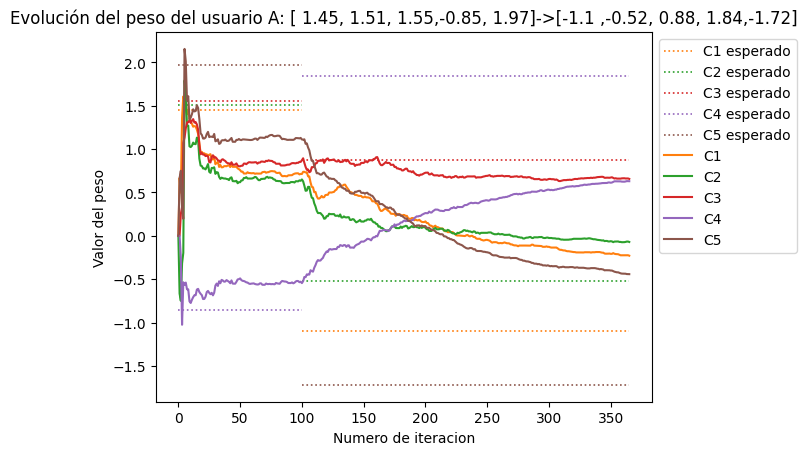 Evolución del peso del usuario A: [ 1.45, 1.51, 1.55,-0.85, 1.97]->[-1.1 ,-0.52, 0.88, 1.84,-1.72]
2.0
1.5
1.0
0.5
0.0
−0.5
−1.0
−1.5
Valor del peso
0
50
100
150
200
250
300
350
Numero de iteracion
C1 esperado
C2 esperado
C3 esperado
C4 esperado
C5 esperado
C1
C2
C3
C4
C5